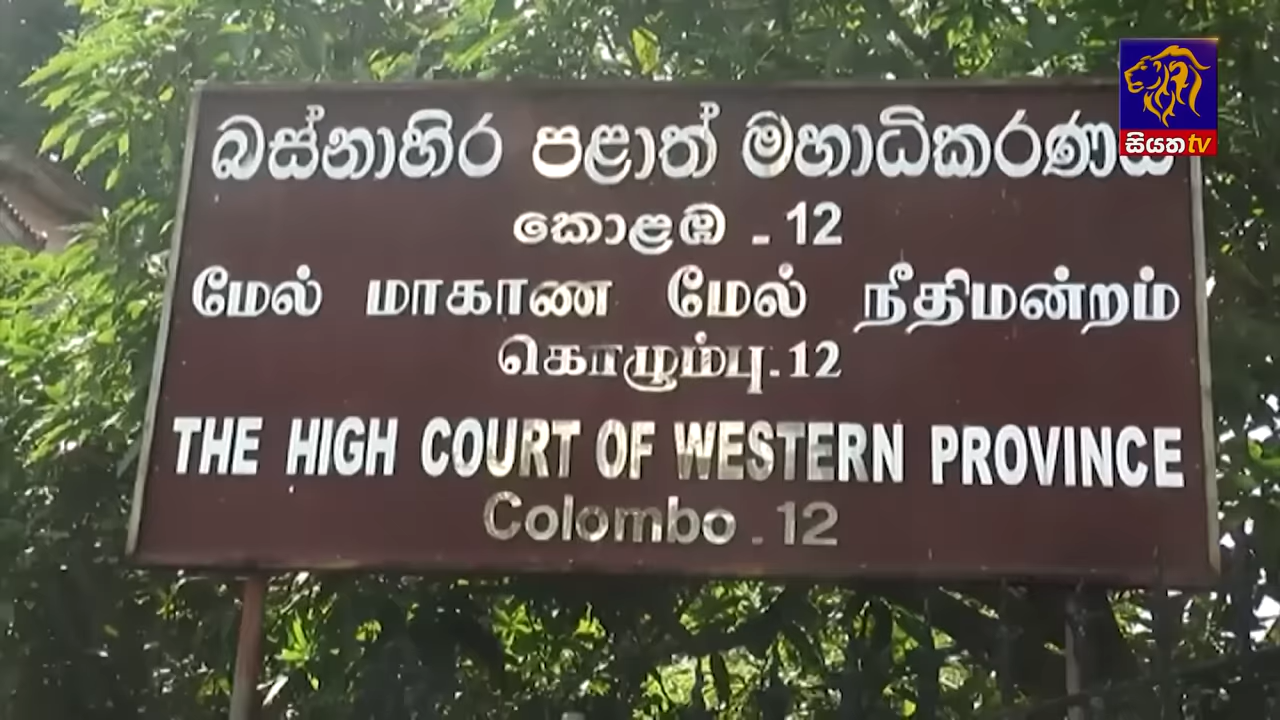 සියත tv
බස්නාහිර පළාත් මහාධිකරණය
කොළඹ - 12
மேல் மாகாண மேல் நீதிமன்றம்
கொழும்பு-12
THE HIGH COURT OF WESTERN PROVINCE
Colombo - 12